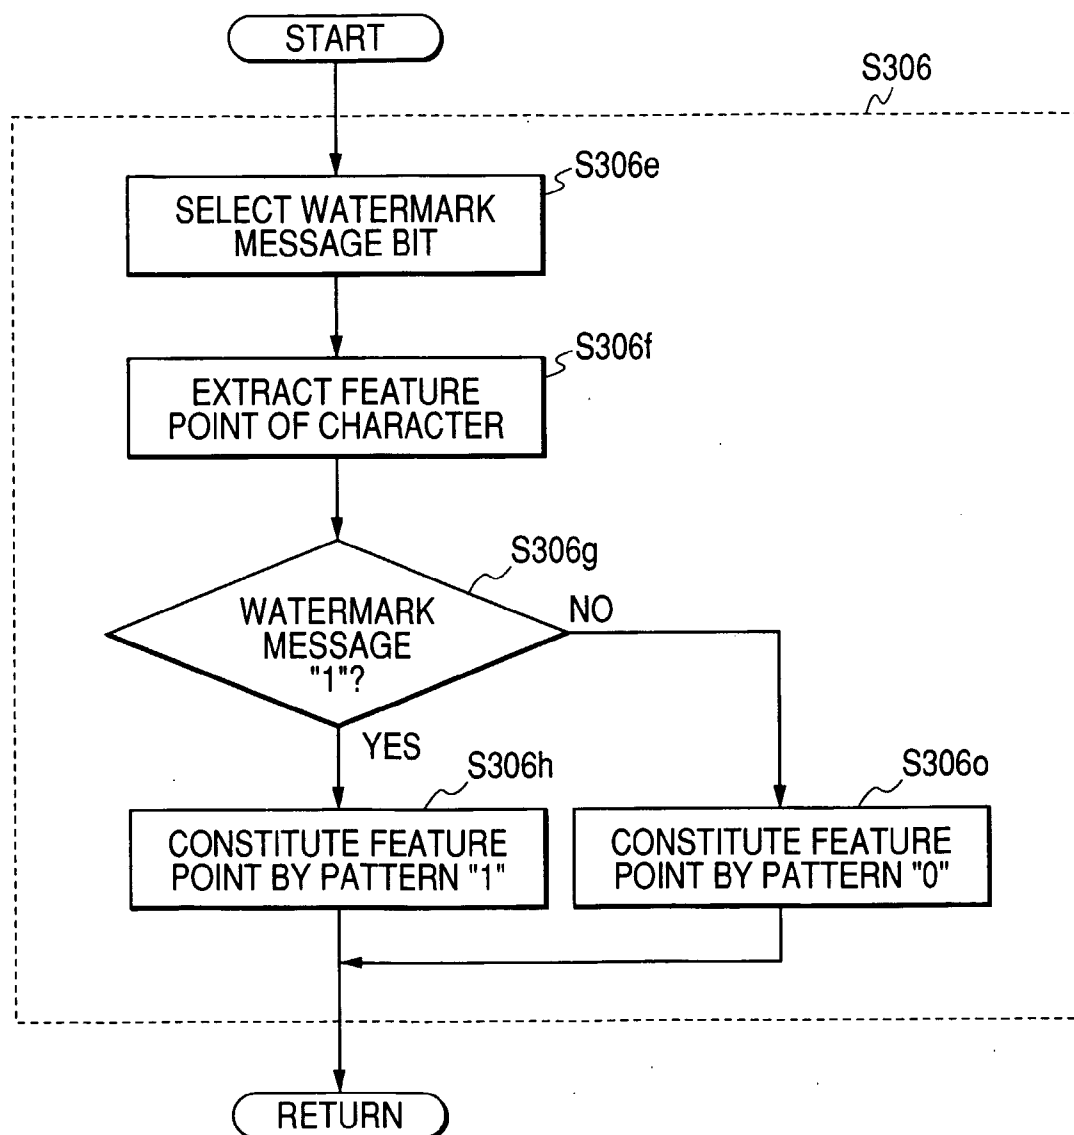 START
S306
S306e
SELECT WATERMARK
MESSAGE BIT
S306f
EXTRACT FEATURE
POINT OF CHARACTER
S306g
WATERMARK
MESSAGE
"1"?
NO
YES
S306h
CONSTITUTE FEATURE
POINT BY PATTERN "1"
S306o
CONSTITUTE FEATURE
POINT BY PATTERN "0"
RETURN